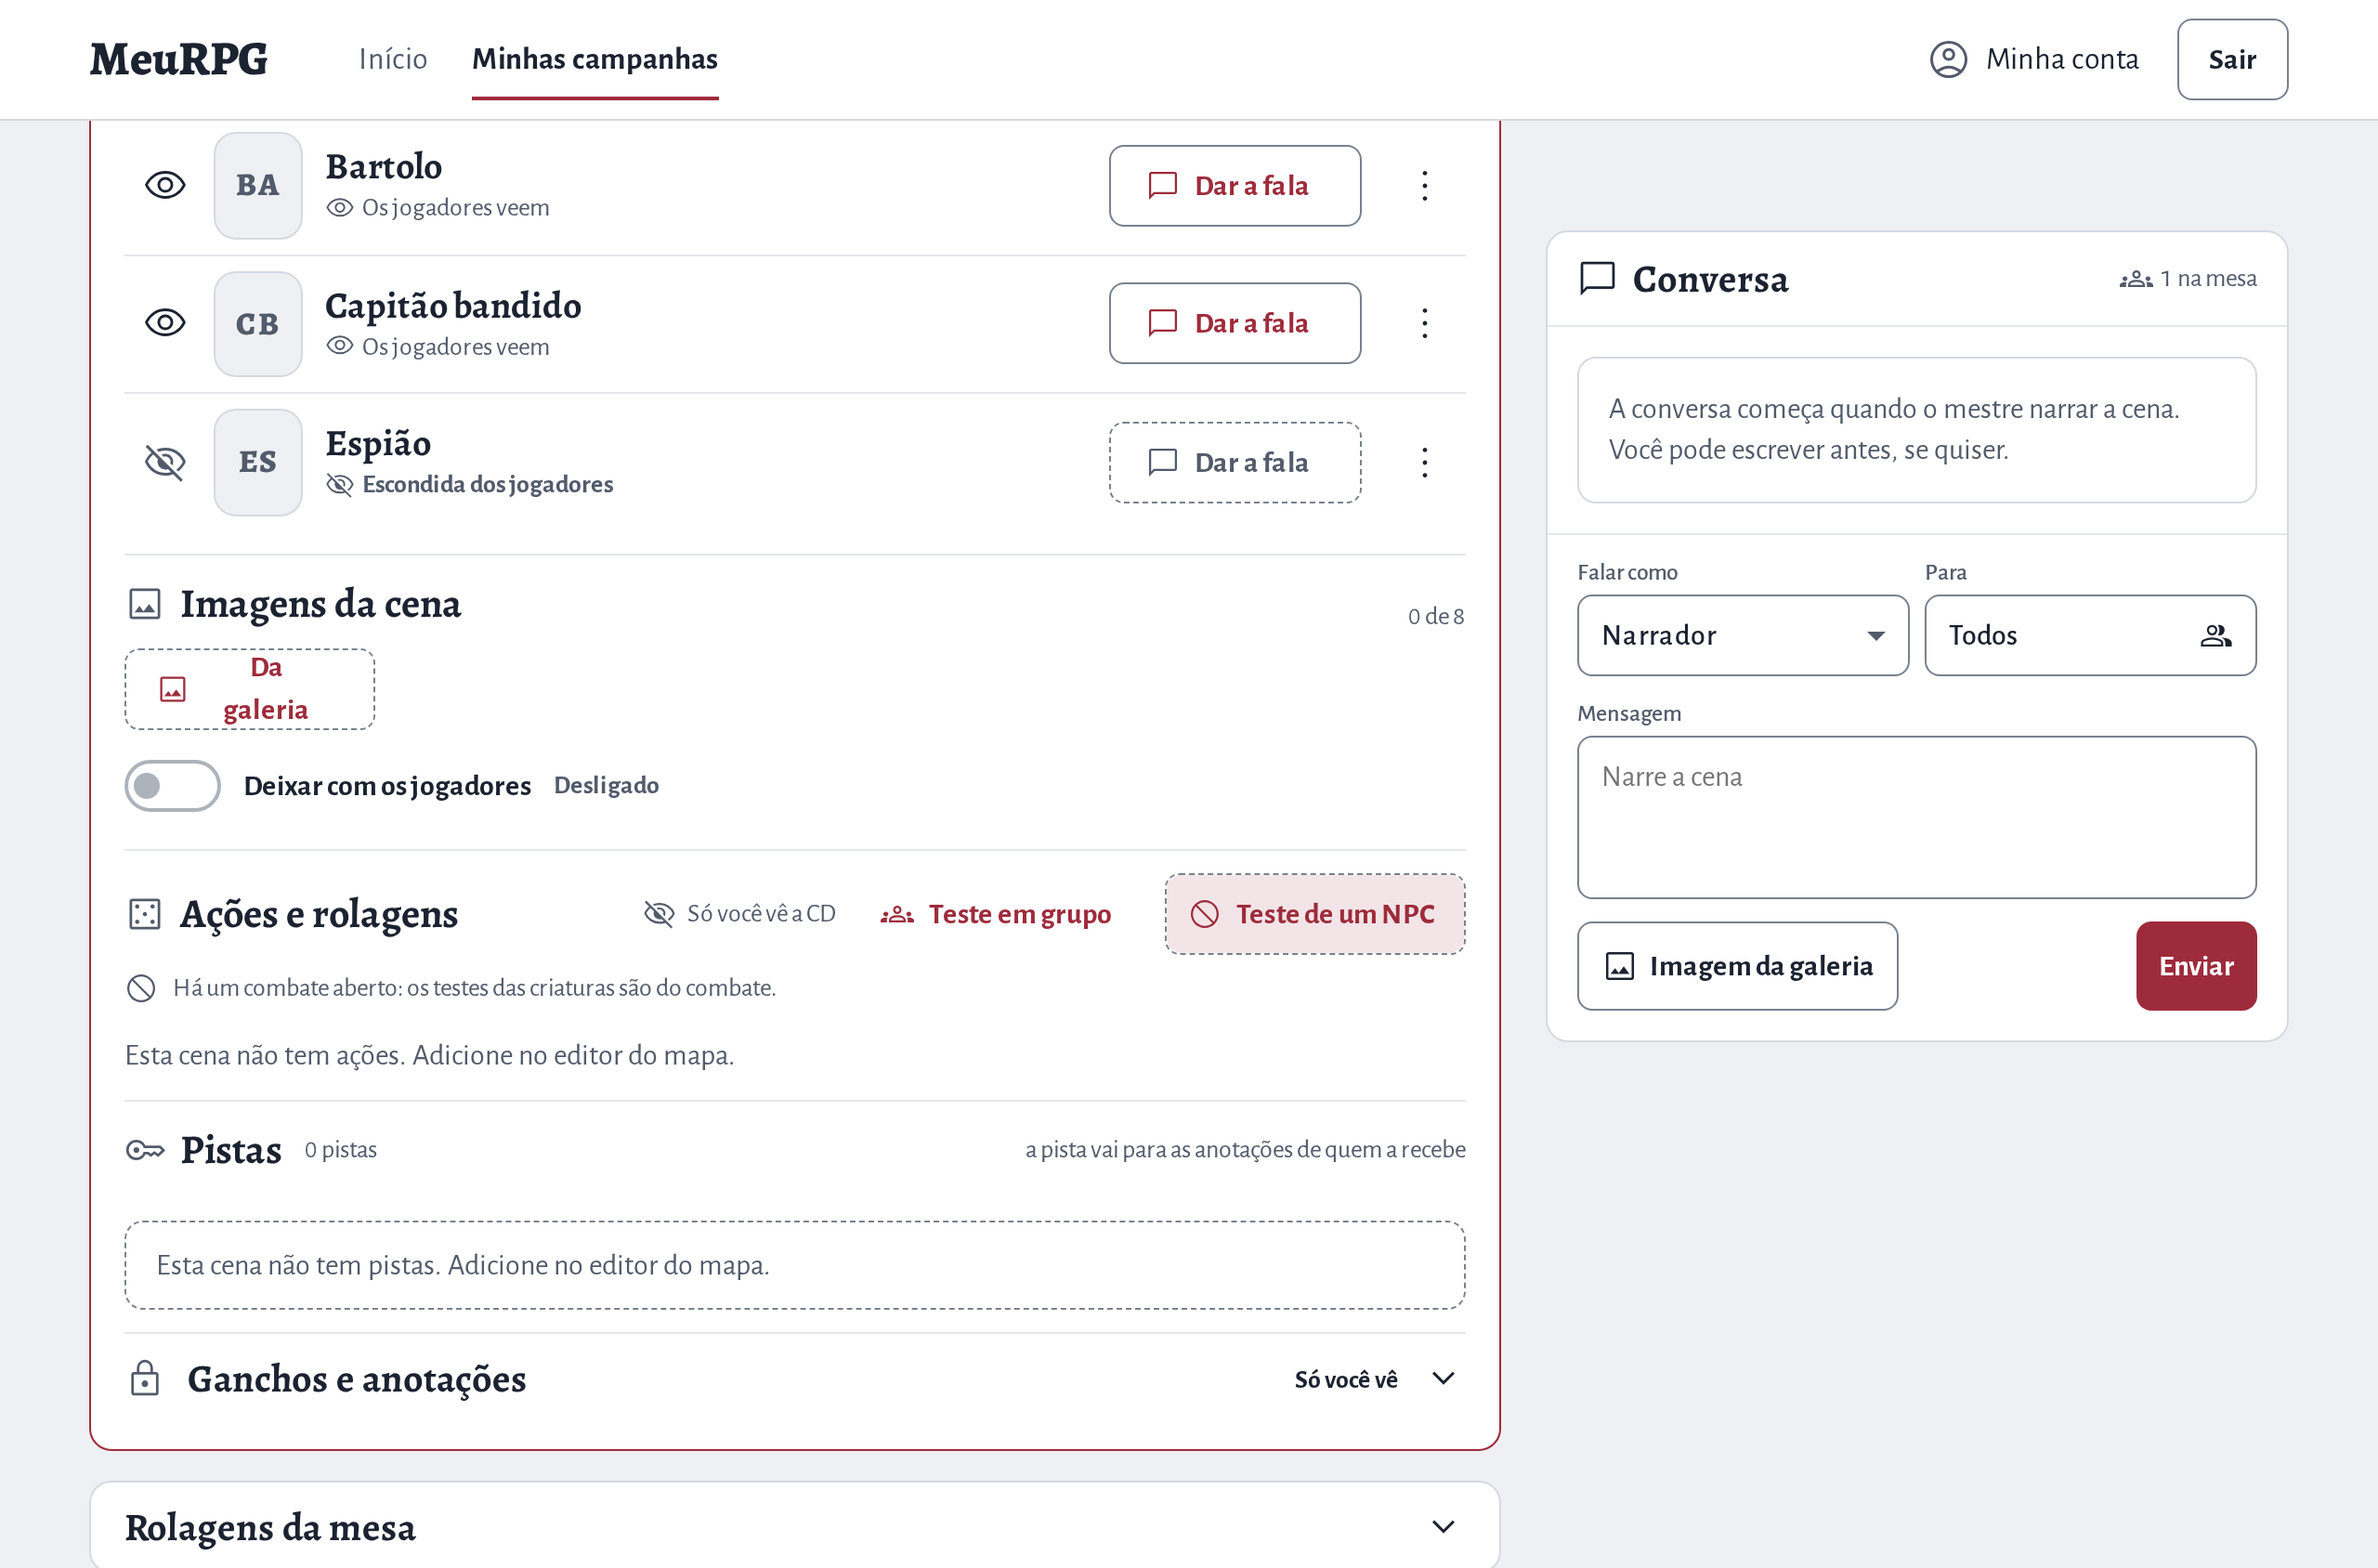 MeuRPG
Início
Minhas campanhas
Minha conta
Sair
BA
Bartolo
Os jogadores veem
Dar a fala
CB
Capitão bandido
Os jogadores veem
Dar a fala
ES
Espião
Escondida dos jogadores
Dar a fala
Imagens da cena
0 de 8
Da
galeria
Deixar com os jogadores
Desligado
Ações e rolagens
Só você vê a CD
Teste em grupo
Teste de um NPC
Há um combate aberto: os testes das criaturas são do combate.
Esta cena não tem ações. Adicione no editor do mapa.
Pistas
0 pistas
a pista vai para as anotações de quem a recebe
Esta cena não tem pistas. Adicione no editor do mapa.
Ganchos e anotações
Só você vê
Rolagens da mesa
Conversa
1 na mesa
A conversa começa quando o mestre narrar a cena.
Você pode escrever antes, se quiser.
Falar como
Para
Narrador
Todos
Mensagem
Narre a cena
Imagem da galeria
Enviar